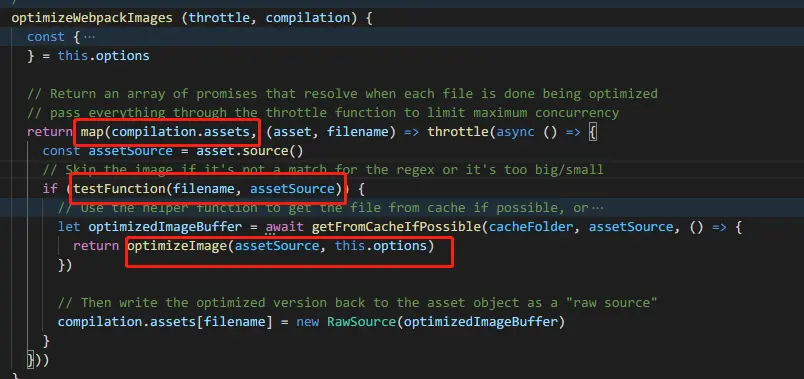 optimizeWebpackImages (throttle, compilation) {
const {...
} = this.options
// Return an array of promises that resolve when each file is done being optimized
// pass everything through the throttle function to limit maximum concurrency
return map(compilation.assets, (asset, filename) => throttle(async () => {
const assetSource = asset.source()
// Skip the image if it's not a match for the regex or it's too big/small
if (testFunction(filename, assetSource)) {
// Use the helper function to get the file from cache if possible, or...
let optimizedImageBuffer = await getFromCacheIfPossible(cacheFolder, assetSource, () => {
return optimizeImage(assetSource, this.options)
})
// Then write the optimized version back to the asset object as a "raw source"
compilation.assets[filename] = new RawSource(optimizedImageBuffer)
}
}))
}